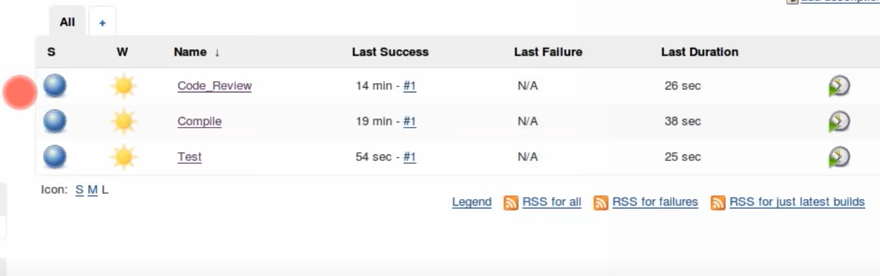 All +
S W Name ↓ Last Success Last Failure Last Duration
Code_Review 14 min - #1 N/A 26 sec
Compile 19 min - #1 N/A 38 sec
Test 54 sec - #1 N/A 25 sec
Icon: S M L
Legend RSS for all RSS for failures RSS for just latest builds